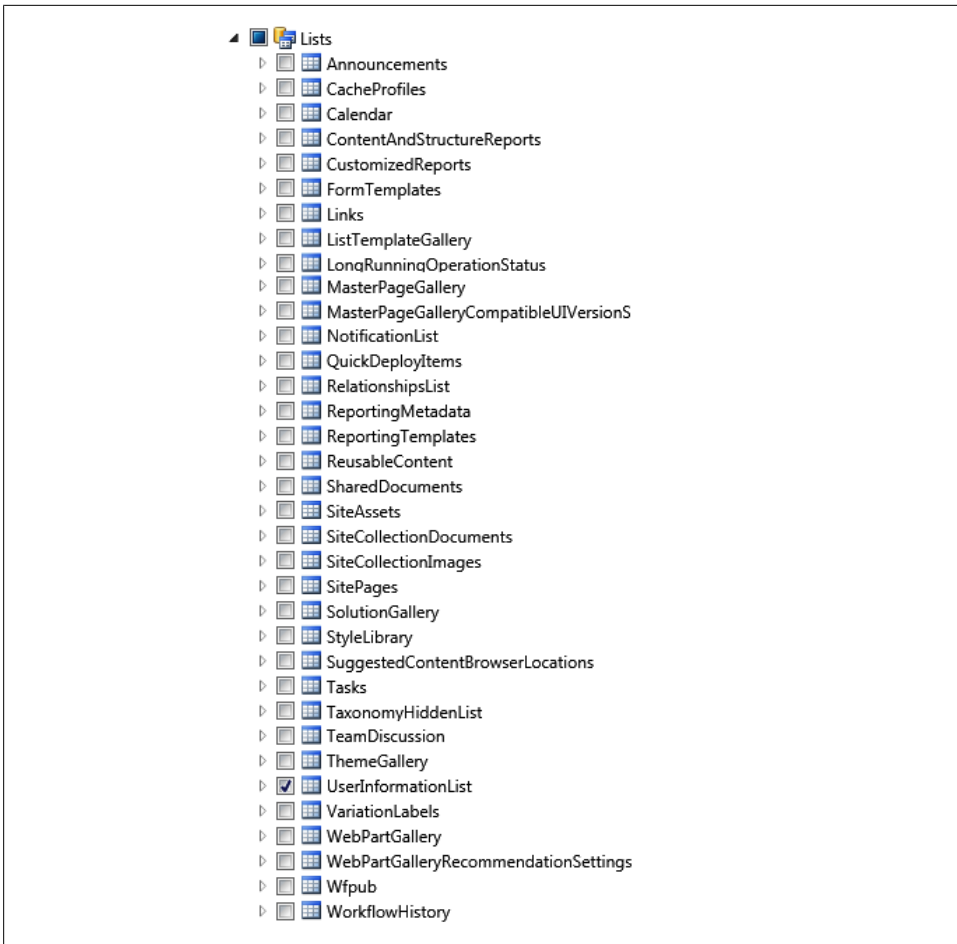 Lists
Announcements
CacheProfiles
Calendar
ContentAndStructureReports
CustomizedReports
FormTemplates
Links
ListTemplateGallery
LongRunningOperationStatus
MasterPageGallery
MasterPageGalleryCompatibleUIVersionS
NotificationList
QuickDeployItems
RelationshipsList
ReportingMetadata
ReportingTemplates
ReusableContent
SharedDocuments
SiteAssets
SiteCollectionDocuments
SiteCollectionImages
SitePages
SolutionGallery
StyleLibrary
SuggestedContentBrowserLocations
Tasks
TaxonomyHiddenList
TeamDiscussion
ThemeGallery
UserInformationList
VariationLabels
WebPartGallery
WebPartGalleryRecommendationSettings
Wfpub
WorkflowHistory